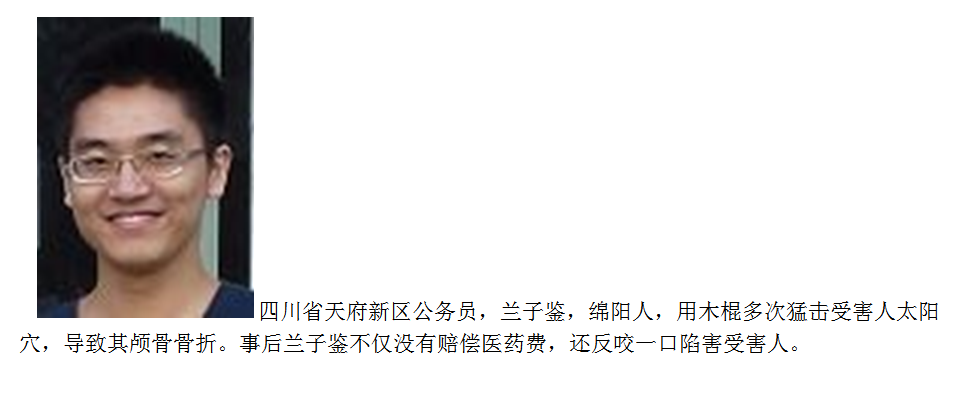 四川省天府新区公务员，兰子鉴，绵阳人，用木棍多次猛击受害人太阳
穴，导致其颅骨骨折。事后兰子鉴不仅没有赔偿医药费，还反咬一口陷害受害人。